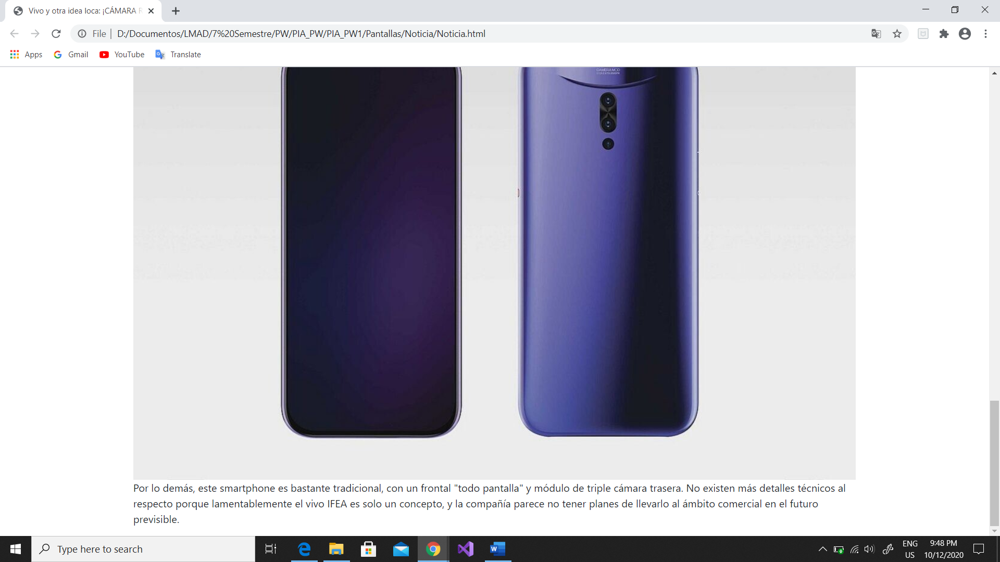 Vivo y otra idea loca: ¡CÁMARA R
File | D:/Documentos/LMAD/7%20Semestre/PW/PIA_PW/PIA_PW1/Pantallas/Noticia/Noticia.html
Apps Gmail YouTube Translate
CAMERA MOD
Por lo demás, este smartphone es bastante tradicional, con un frontal "todo pantalla" y módulo de triple cámara trasera. No existen más detalles técnicos al
respecto porque lamentablemente el vivo IFEA es solo un concepto, y la compañía parece no tener planes de llevarlo al ámbito comercial en el futuro
previsible.
Type here to search
ENG
US
9:48 PM
10/12/2020